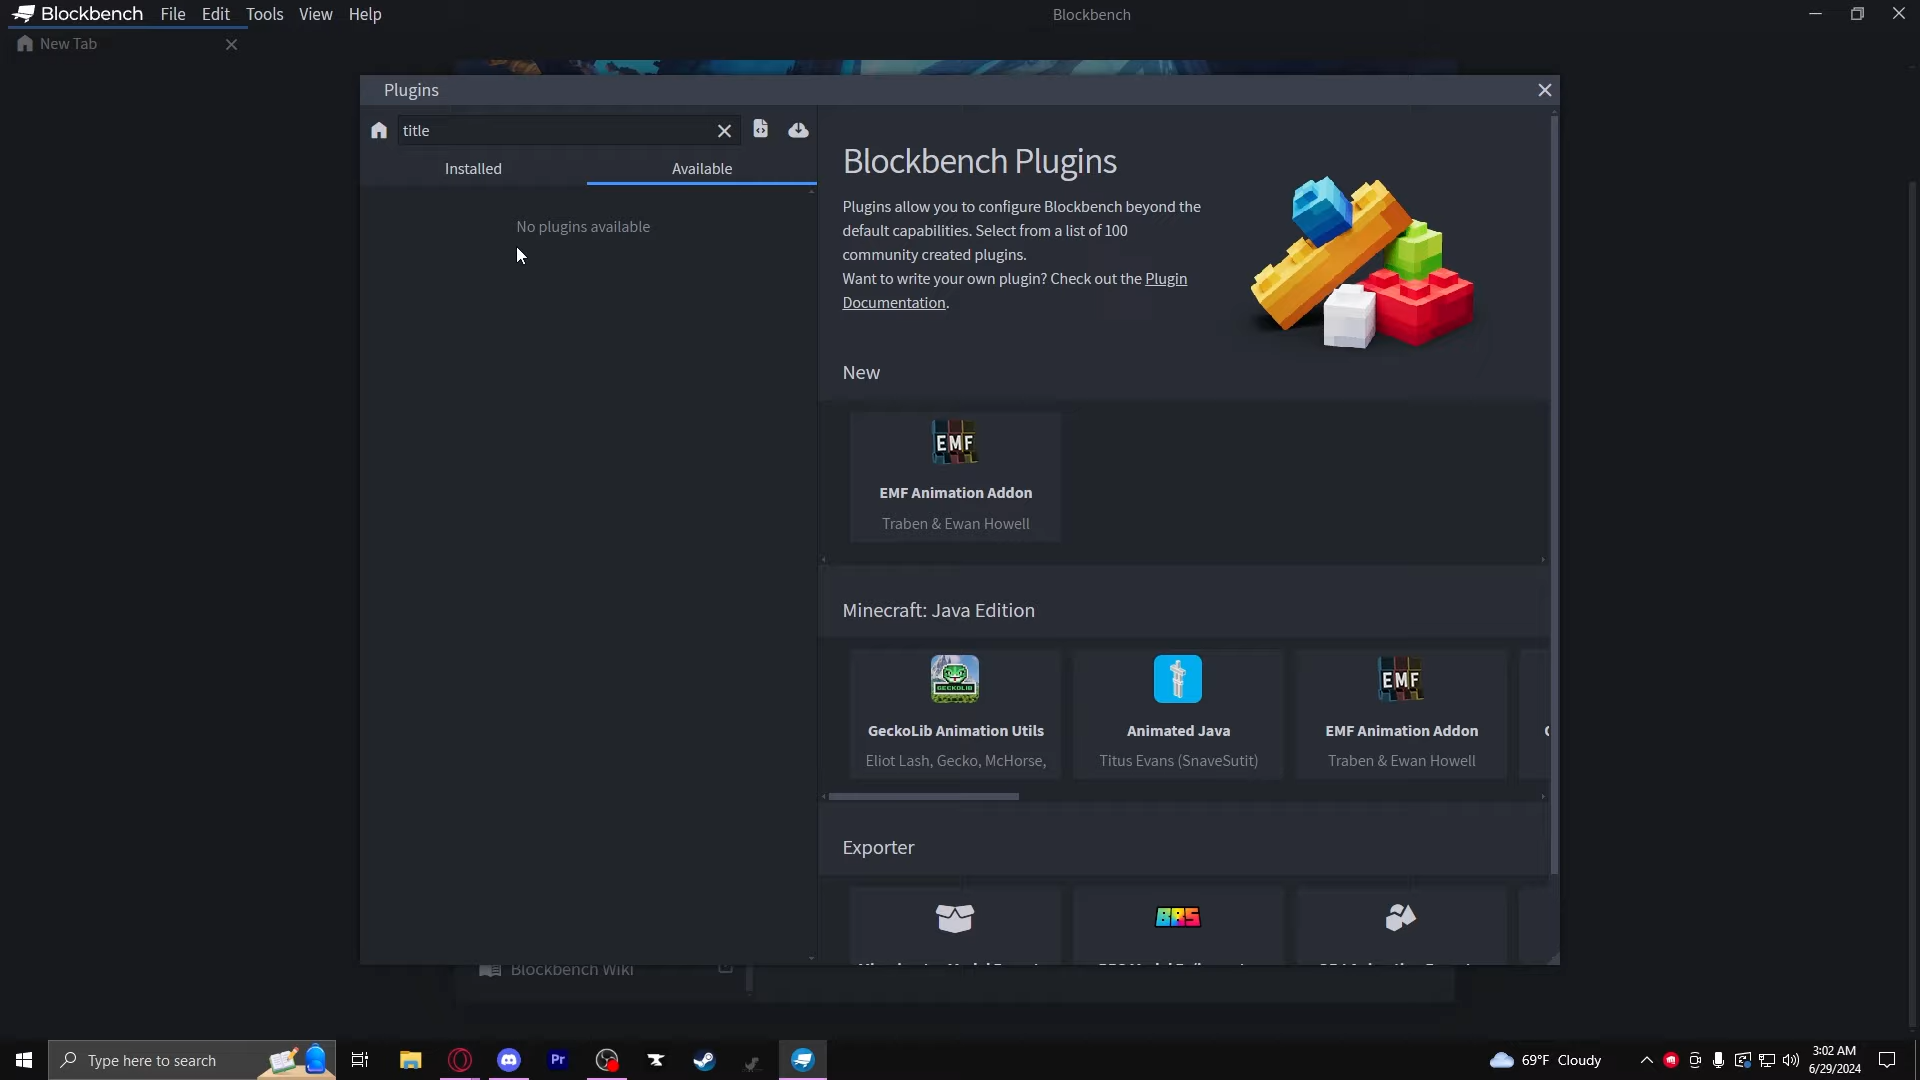 Blockbench File Edit Tools View Help
Blockbench
New Tab
Plugins
title
Installed
Available
No plugins available
Blockbench Plugins
Plugins allow you to configure Blockbench beyond the
default capabilities. Select from a list of 100
community created plugins.
Want to write your own plugin? Check out the Plugin
Documentation.
New
EMF
EMF Animation Addon
Traben & Ewan Howell
Minecraft: Java Edition
GECKOLIB
GeckoLib Animation Utils
Eliot Lash, Gecko, McHorse,
Animated Java
Titus Evans (SnaveSutit)
EMF
EMF Animation Addon
Traben & Ewan Howell
Exporter
BBS
Blockbench Wiki
Type here to search
Pr
69°F Cloudy
3:02 AM
6/29/2024